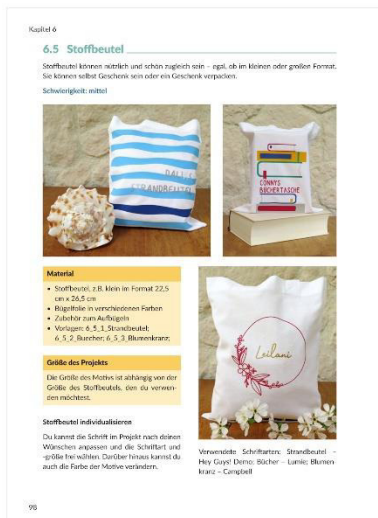 Kapitel 6
6.5 Stoffbeutel
Stoffbeutel können nützlich und schön zugleich sein – egal, ob im kleinen oder großen Format.
Sie können selbst Geschenk sein oder ein Geschenk verpacken.
Schwierigkeit: mittel
STRANDBEUTEL
CONNYS
BÜCHERTASCHE
Material
• Stoffbeutel, z.B. klein im Format 22,5
cm x 26,5 cm
• Bügelfolie in verschiedenen Farben
• Zubehör zum Aufbügeln
• Vorlagen: 6_5_1_Strandbeutel;
6_5_2_Buecher; 6_5_3_Blumenkranz;
Größe des Projekts
Die Größe des Motivs ist abhängig von der
Größe des Stoffbeutels, den du verwen-
den möchtest.
Stoffbeutel individualisieren
Du kannst die Schrift im Projekt nach deinen
Wünschen anpassen und die Schriftart und
-größe frei wählen. Darüber hinaus kannst du
auch die Farbe der Motive verändern.
Leilani
Verwendete Schriftarten: Strandbeutel –
Hey Guys! Demo; Bücher – Lumie; Blumen-
kranz – Campbell
98